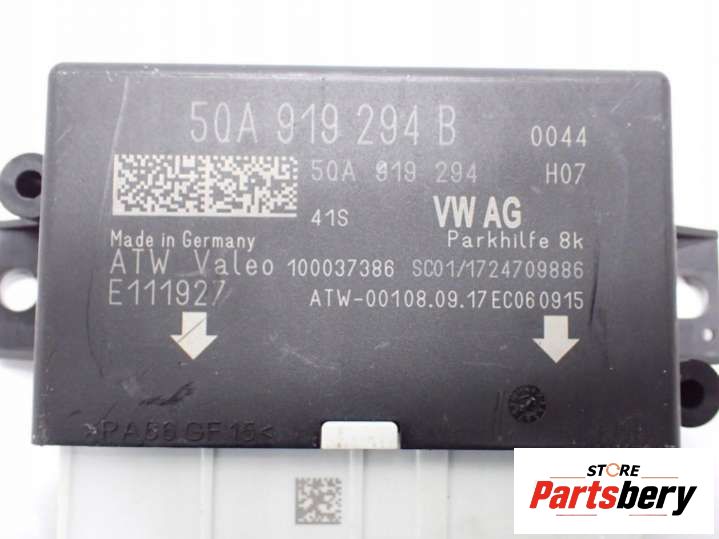 5QA 919 294 B 0044
5QA 919 294 H07
41S VW AG
Made in Germany Parkhilfe 8k
ATW Valeo 100037386 SC01/1724709886
E111927 ATW-00108.09.17EC060915
>PA66 GF15<
STORE
Partsbery